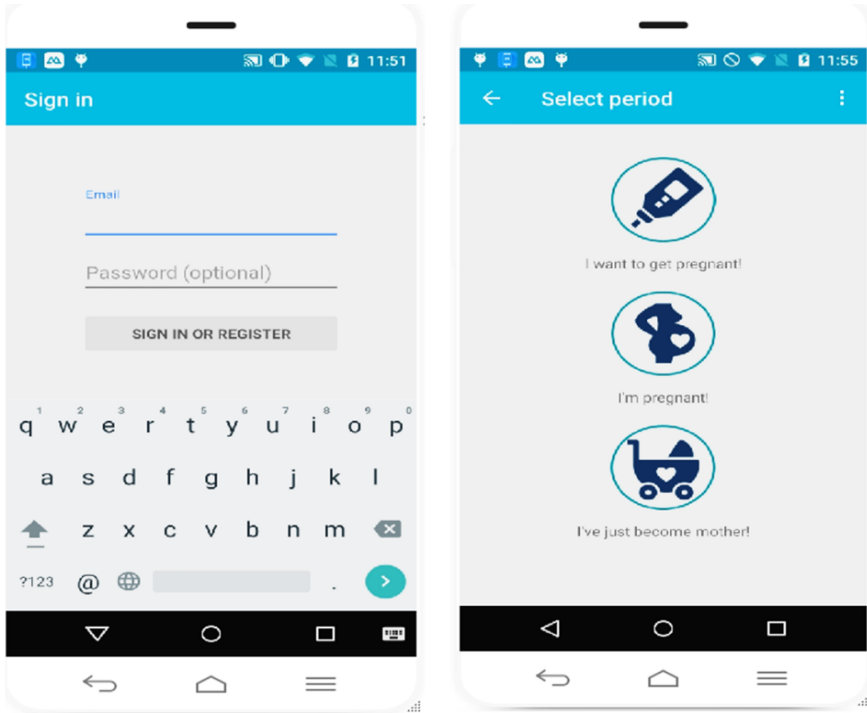 11:51
Sign in
Email
Password (optional)
SIGN IN OR REGISTER
1 2 3 4 5 6 7 8 9 0
q w e r t y u i o p
a s d f g h j k l
z x c v b n m
?123 @ .
11:55
Select period
I want to get pregnant!
I'm pregnant!
I've just become mother!